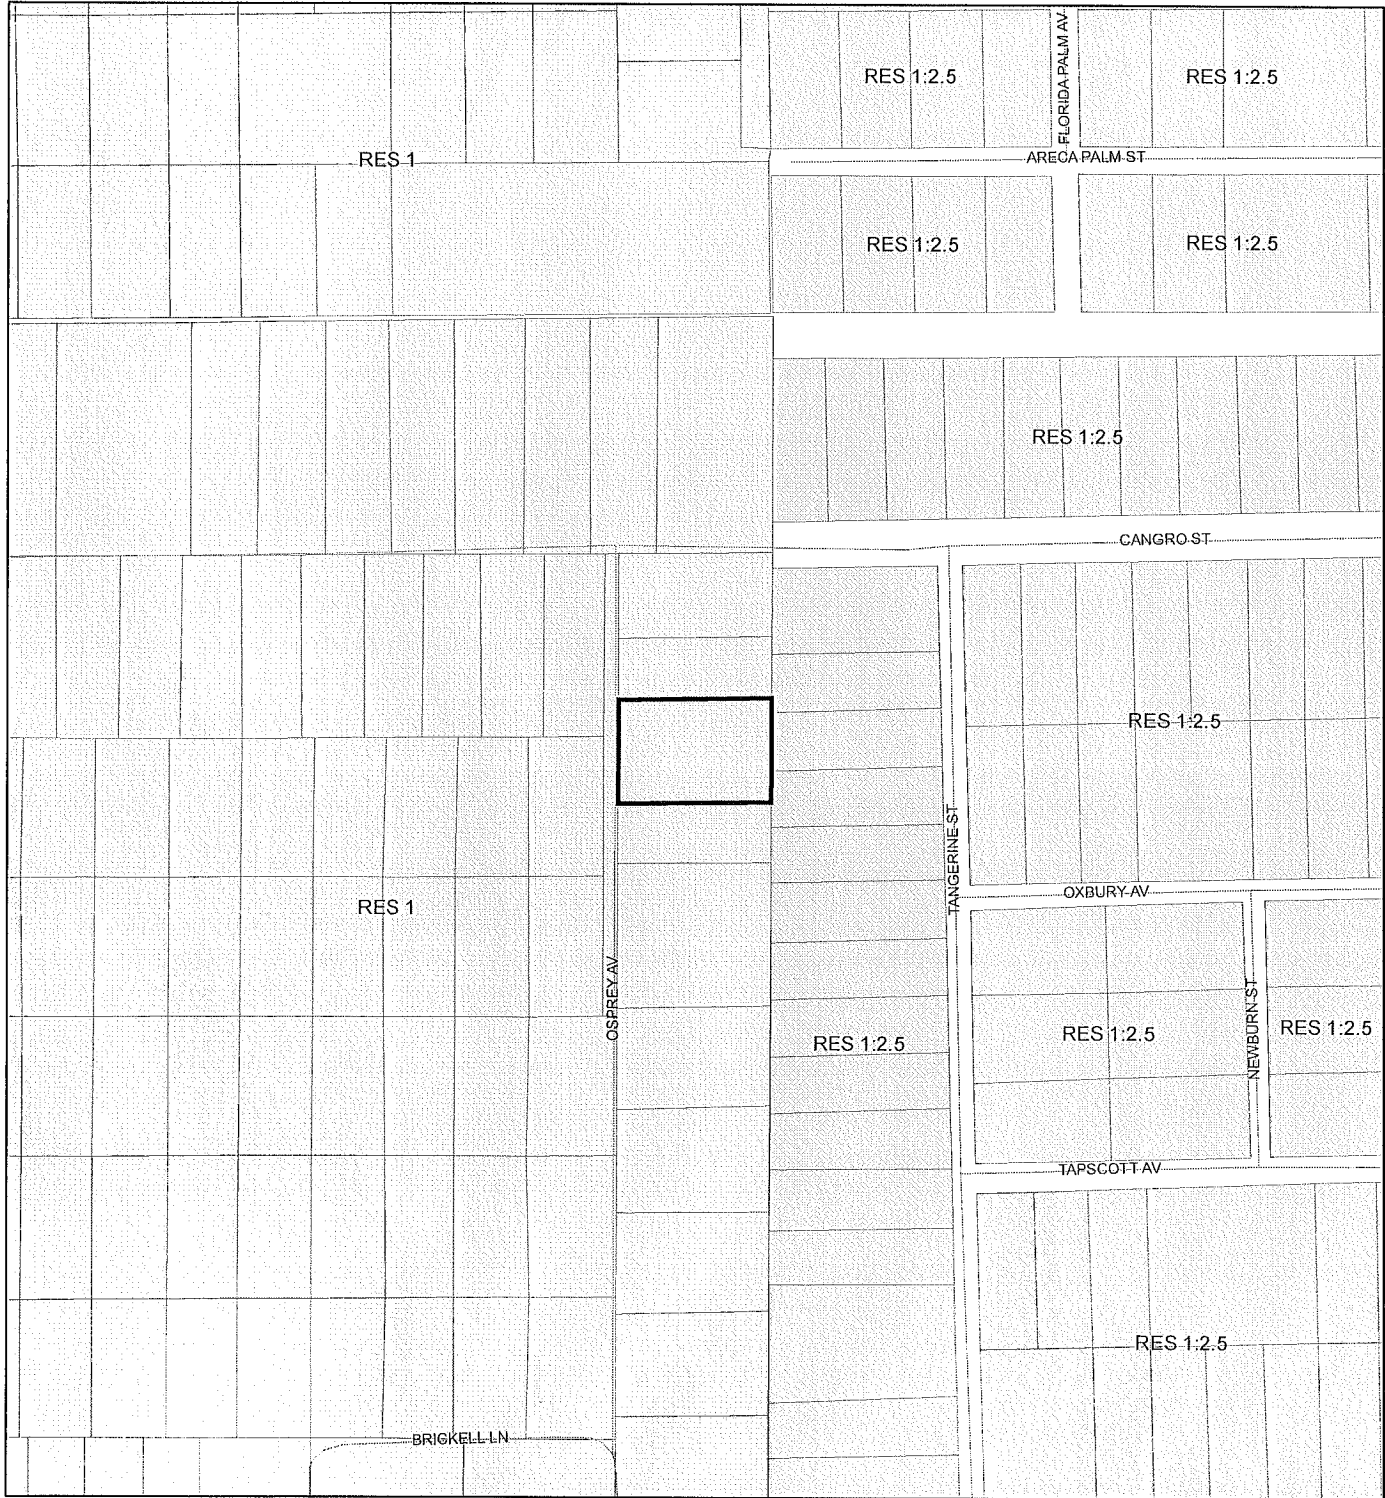 FLORIDA PALM AV
RES 1:2.5
RES 1:2.5
RES 1
ARECA PALM ST
RES 1:2.5
RES 1:2.5
RES 1:2.5
CANGRO ST
RES 1:2.5
TANGERINE ST
OXBURY AV
RES 1
OSPREY AV
NEWBURN ST
RES 1:2.5
RES 1:2.5
RES 1:2.5
TAPSCOTT AV
RES 1:2.5
BRICKELL LN